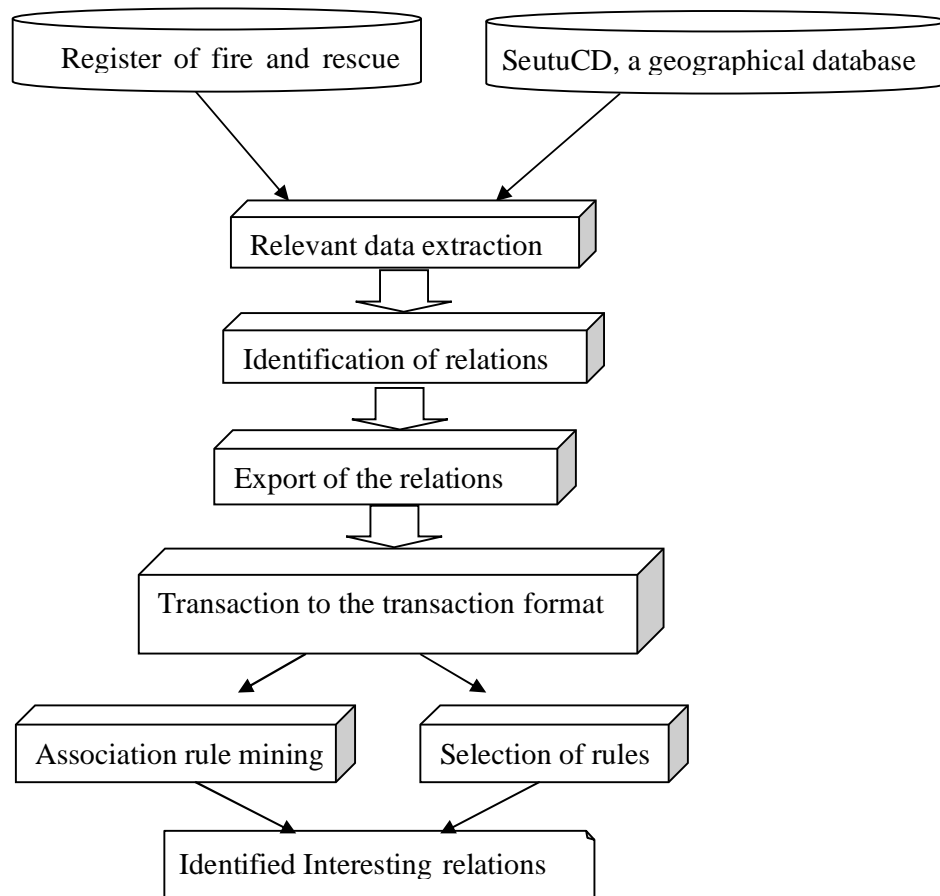 Register of fire and rescue
SeutuCD, a geographical database
Relevant data extraction
Identification of relations
Export of the relations
Transaction to the transaction format
Association rule mining
Selection of rules
Identified Interesting relations